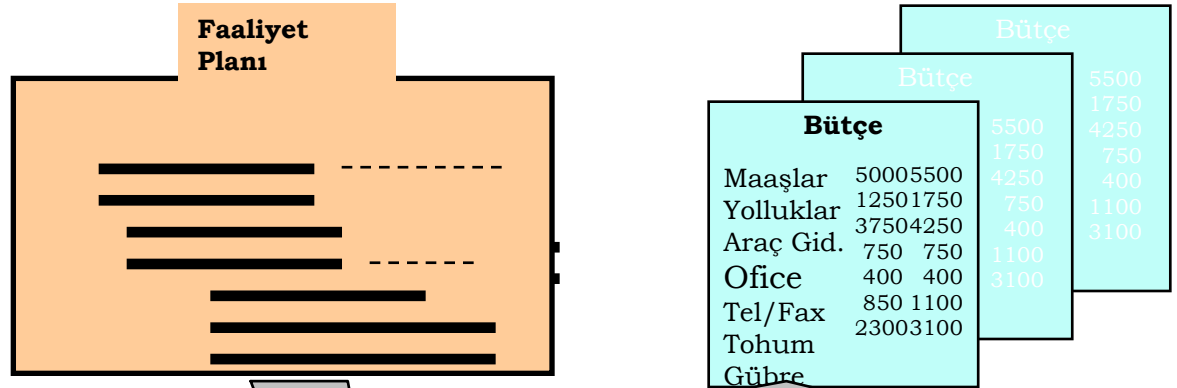 Faaliyet
Planı
Bütçe
5500
1750
4250
750
400
1100
3100
Bütçe
5500
1750
4250
750
400
1100
3100
Bütçe
Maaşlar 5000 5500
Yolluklar 1250 1750
Araç Gid. 3750 4250
Ofice 750 750
Tel/Fax 400 400
Tohum 850 1100
Gübre 2300 3100